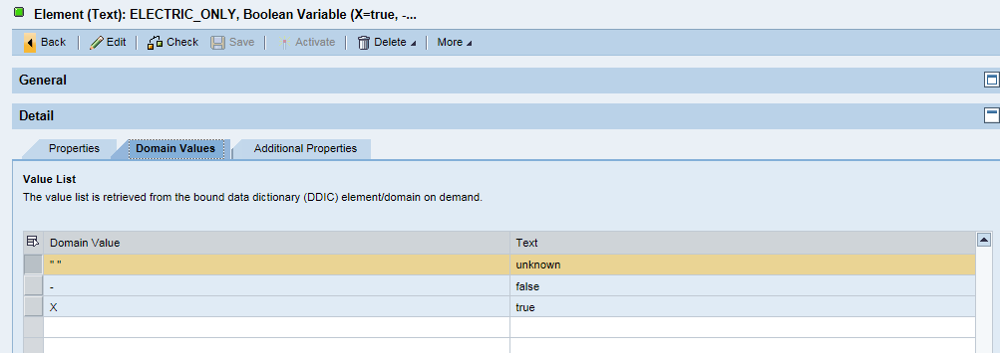 Element (Text): ELECTRIC_ONLY, Boolean Variable (X=true, -...
Back Edit Check Save Activate Delete More
General
Detail
Properties Domain Values Additional Properties
Value List
The value list is retrieved from the bound data dictionary (DDIC) element/domain on demand.
Domain Value Text
" " unknown
- false
X true